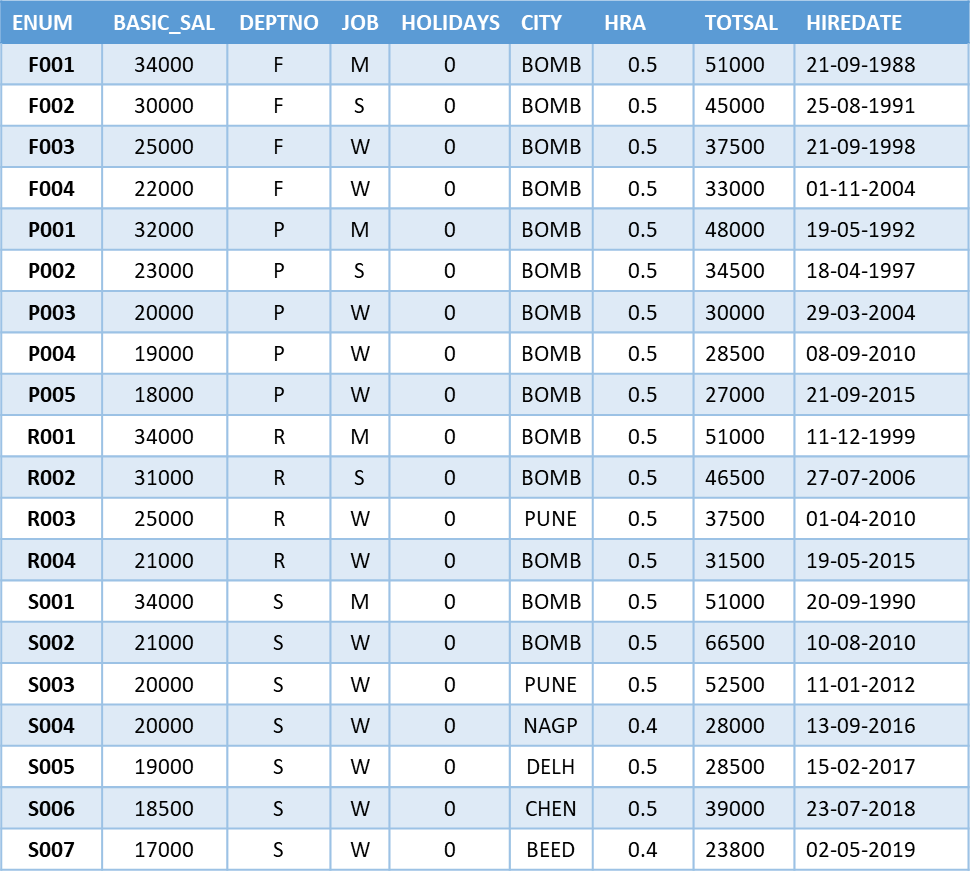 ENUM BASIC_SAL DEPTNO JOB HOLIDAYS CITY HRA TOTSAL HIREDATE
F001 34000 F M 0 BOMB 0.5 51000 21-09-1988
F002 30000 F S 0 BOMB 0.5 45000 25-08-1991
F003 25000 F W 0 BOMB 0.5 37500 21-09-1998
F004 22000 F W 0 BOMB 0.5 33000 01-11-2004
P001 32000 P M 0 BOMB 0.5 48000 19-05-1992
P002 23000 P S 0 BOMB 0.5 34500 18-04-1997
P003 20000 P W 0 BOMB 0.5 30000 29-03-2004
P004 19000 P W 0 BOMB 0.5 28500 08-09-2010
P005 18000 P W 0 BOMB 0.5 27000 21-09-2015
R001 34000 R M 0 BOMB 0.5 51000 11-12-1999
R002 31000 R S 0 BOMB 0.5 46500 27-07-2006
R003 25000 R W 0 PUNE 0.5 37500 01-04-2010
R004 21000 R W 0 BOMB 0.5 31500 19-05-2015
S001 34000 S M 0 BOMB 0.5 51000 20-09-1990
S002 21000 S W 0 BOMB 0.5 66500 10-08-2010
S003 20000 S W 0 PUNE 0.5 52500 11-01-2012
S004 20000 S W 0 NAGP 0.4 28000 13-09-2016
S005 19000 S W 0 DELH 0.5 28500 15-02-2017
S006 18500 S W 0 CHEN 0.5 39000 23-07-2018
S007 17000 S W 0 BEED 0.4 23800 02-05-2019